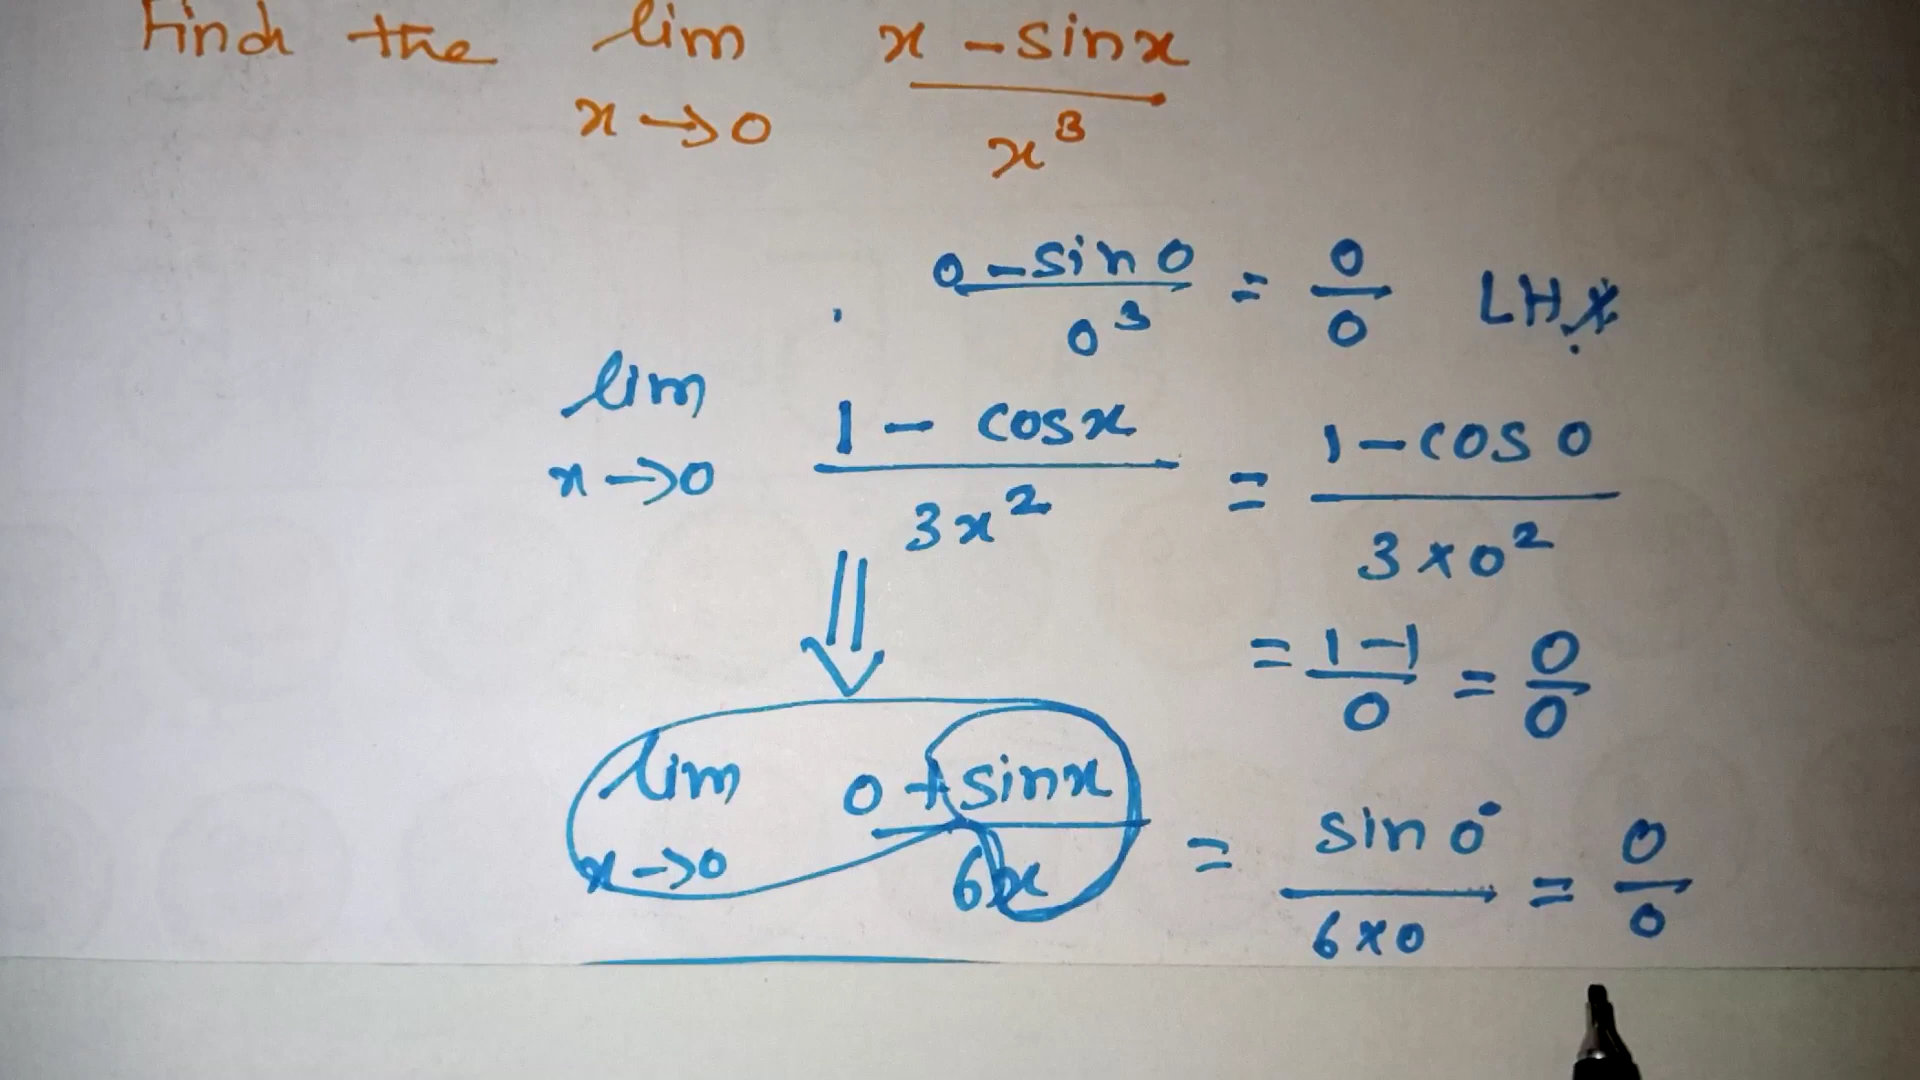 Find the lim x→0 x - sinx / x³
0 - sin 0 / 0³ = 0/0 LH
lim x→0 1 - cosx / 3x² = 1 - cos 0 / 3 × 0²
= 1-1 / 0 = 0/0
lim x→0 0 + sinx / 6x = sin 0° / 6×0 = 0/0